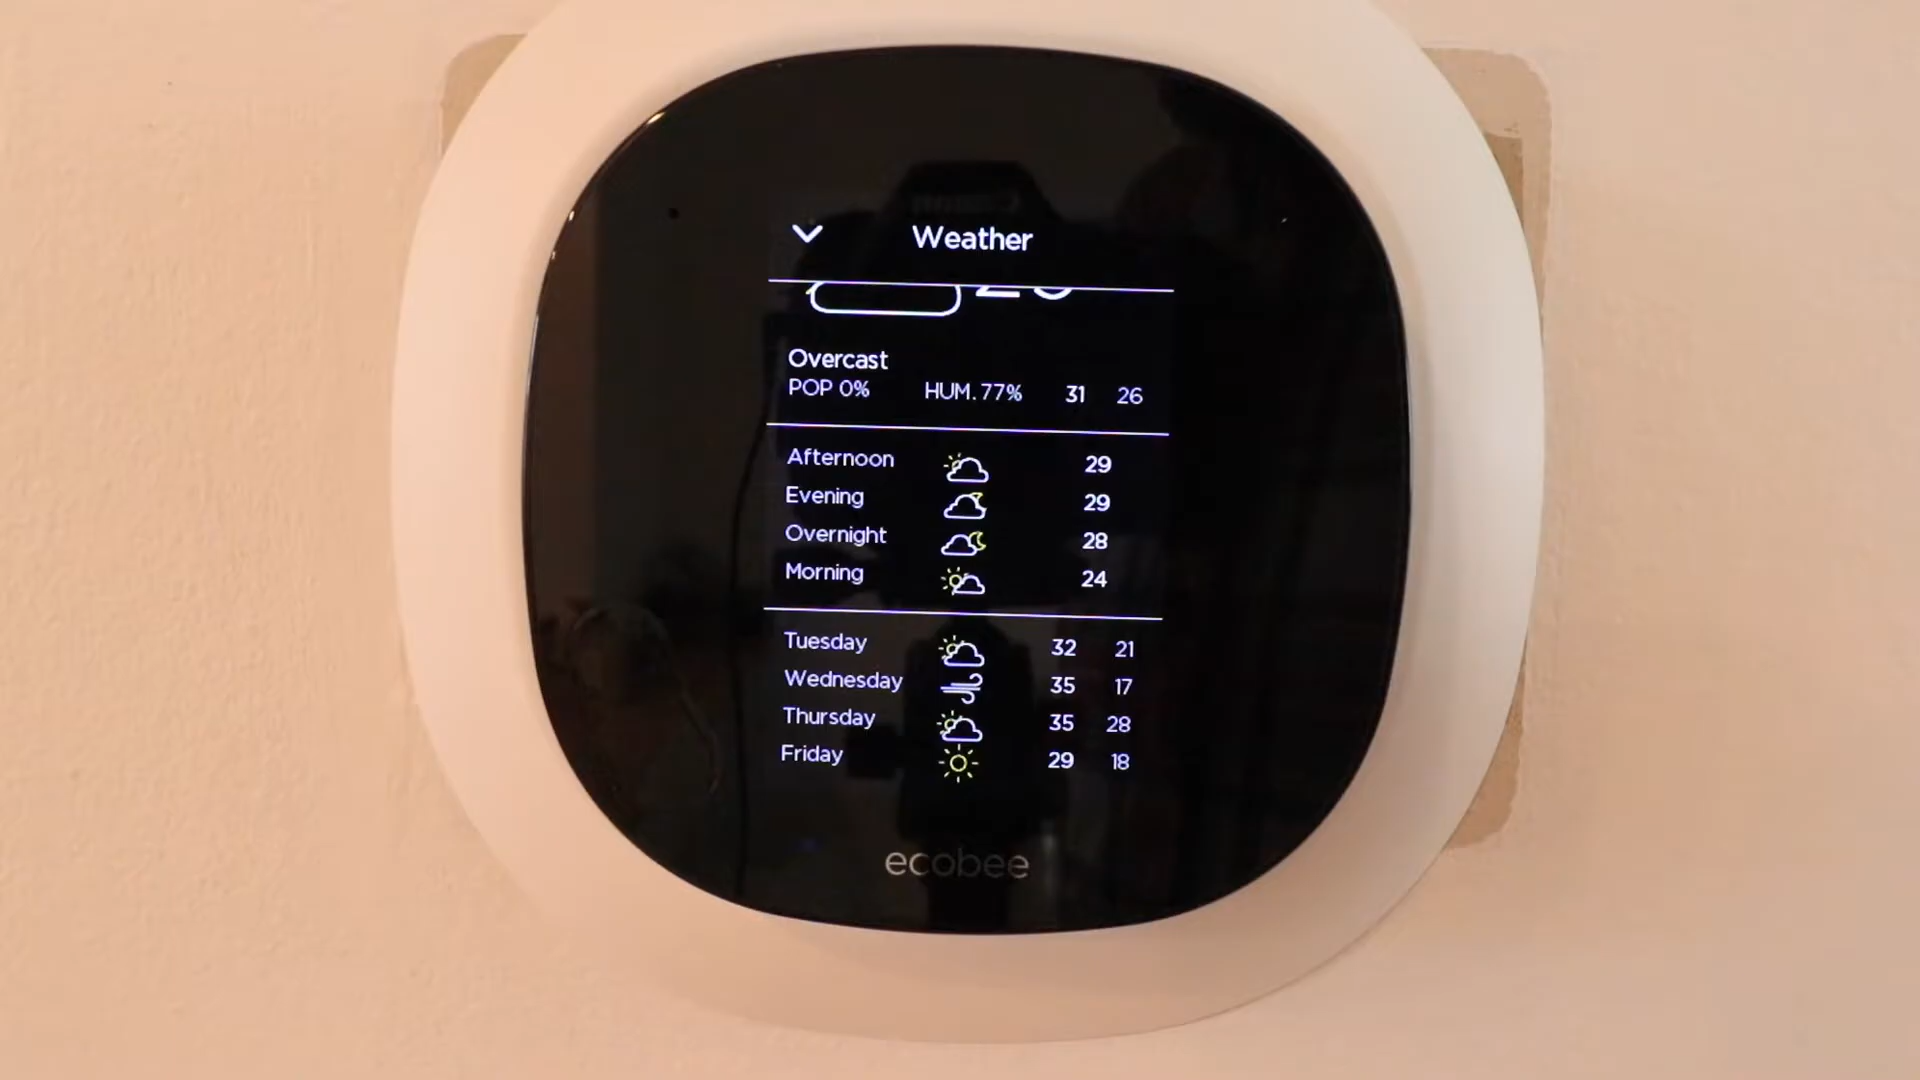 Weather
Overcast
POP 0% HUM. 77% 31 26
Afternoon 29
Evening 29
Overnight 28
Morning 24
Tuesday 32 21
Wednesday 35 17
Thursday 35 28
Friday 29 18
ecobee